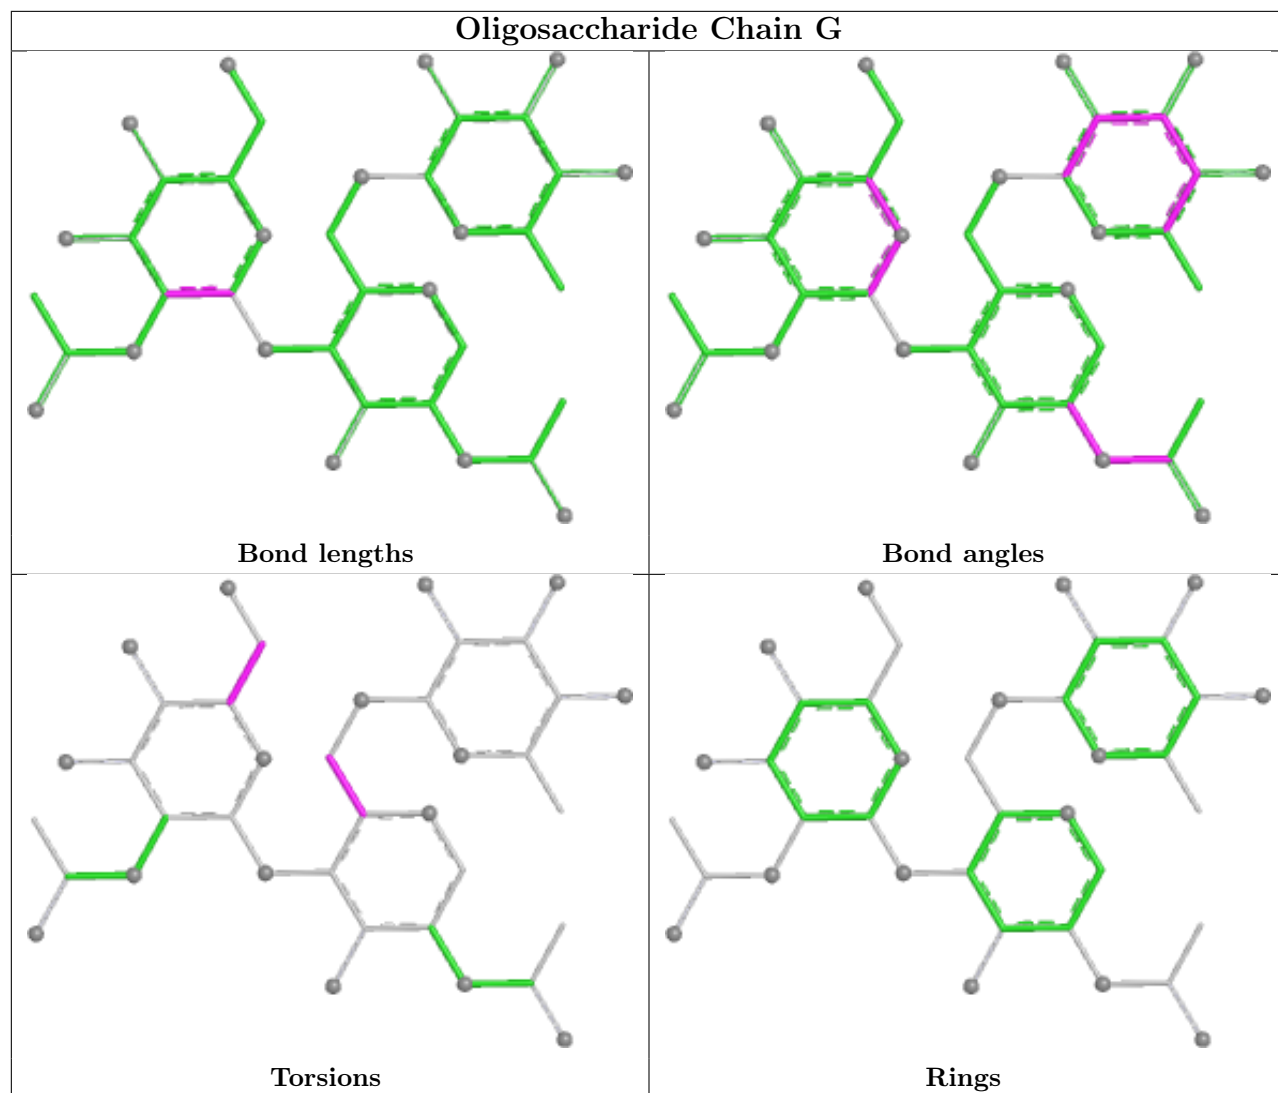 Oligosaccharide Chain G
Bond lengths
Bond angles
Torsions
Rings